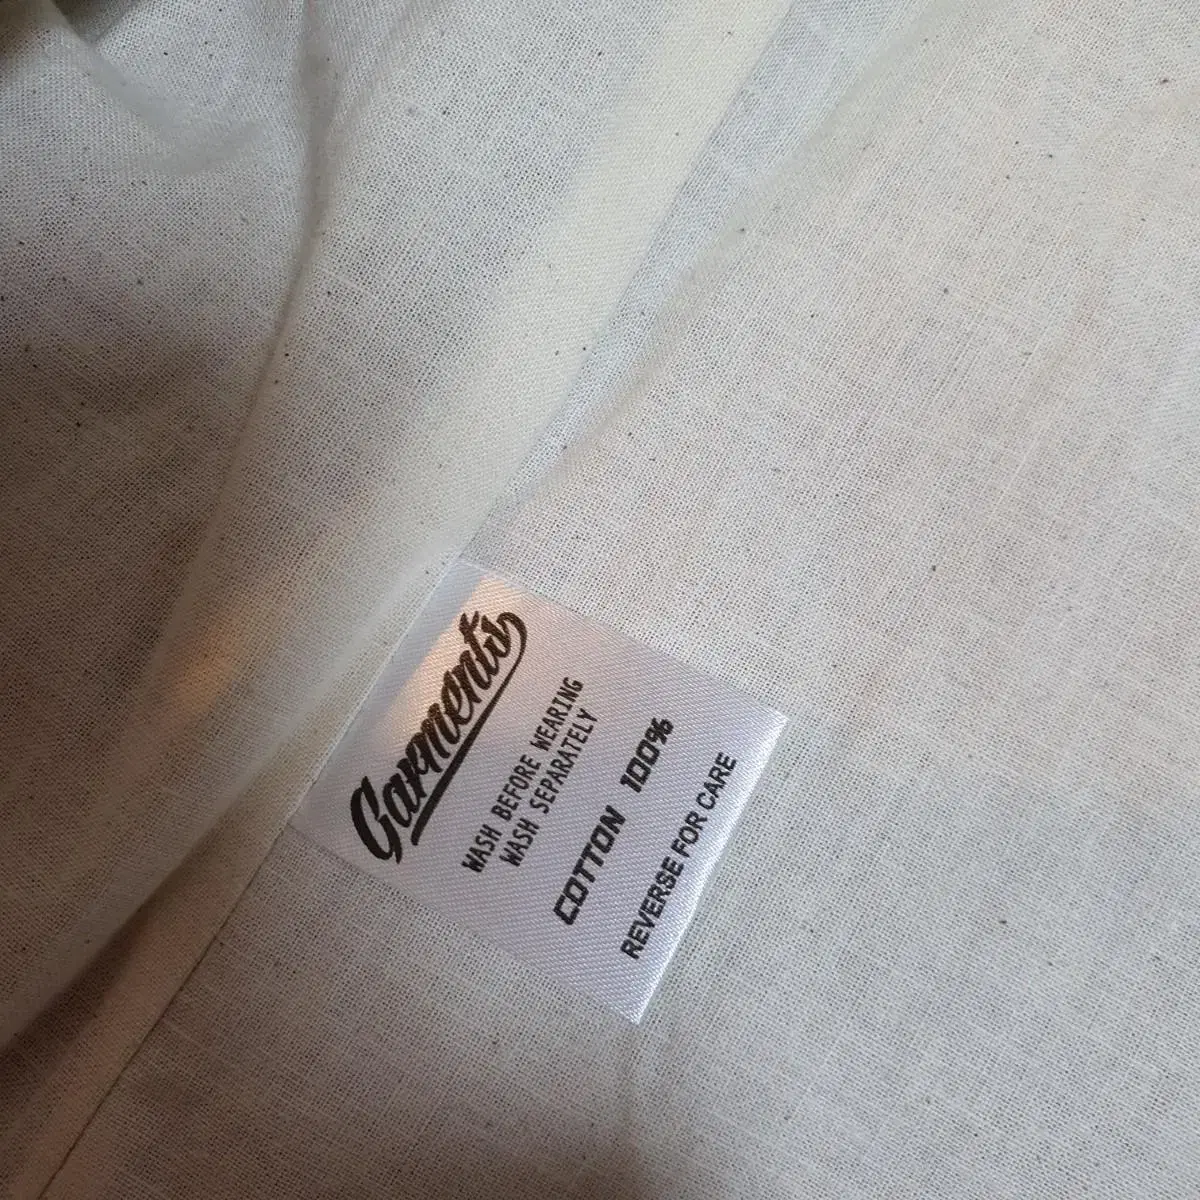 Garments
WASH BEFORE WEARING
WASH SEPARATELY
COTTON 100%
REVERSE FOR CARE